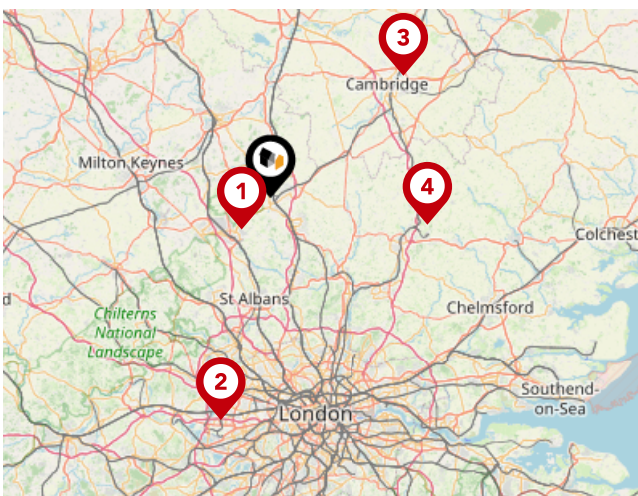 3
Cambridge
Milton Keynes
1
4
Colchest
d
St Albans
Chelmsford
Chilterns
National
Landscape
2
Southend-
on-Sea
London